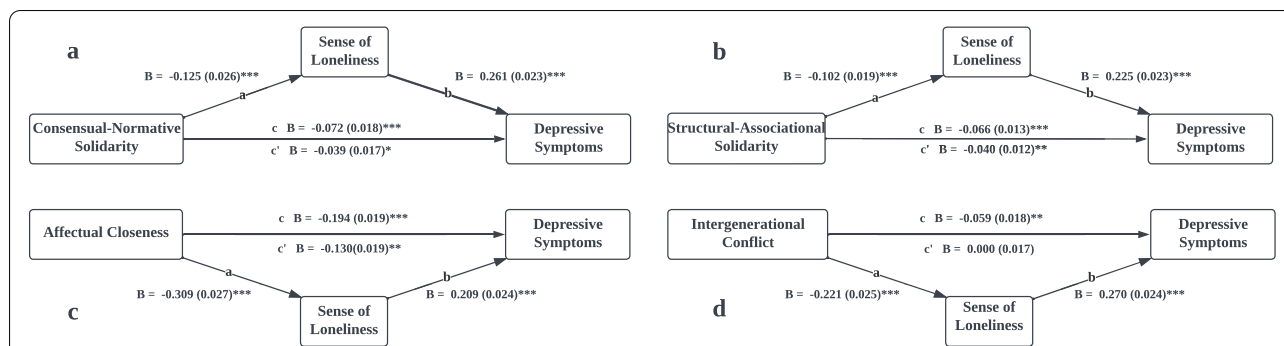 a
Sense of
Loneliness
B = -0.125 (0.026)***
B = 0.261 (0.023)***
a
b
Consensual-Normative
Solidarity
c B = -0.072 (0.018)***
c' B = -0.039 (0.017)*
Depressive
Symptoms
b
Sense of
Loneliness
B = -0.102 (0.019)***
B = 0.225 (0.023)***
a
b
Structural-Associational
Solidarity
c B = -0.066 (0.013)***
c' B = -0.040 (0.012)**
Depressive
Symptoms
Affectual Closeness
c B = -0.194 (0.019)***
c' B = -0.130(0.019)**
Depressive
Symptoms
a
b
B = -0.309 (0.027)***
B = 0.209 (0.024)***
c
Sense of
Loneliness
Intergenerational
Conflict
c B = -0.059 (0.018)**
c' B = 0.000 (0.017)
Depressive
Symptoms
a
b
B = -0.221 (0.025)***
B = 0.270 (0.024)***
d
Sense of
Loneliness